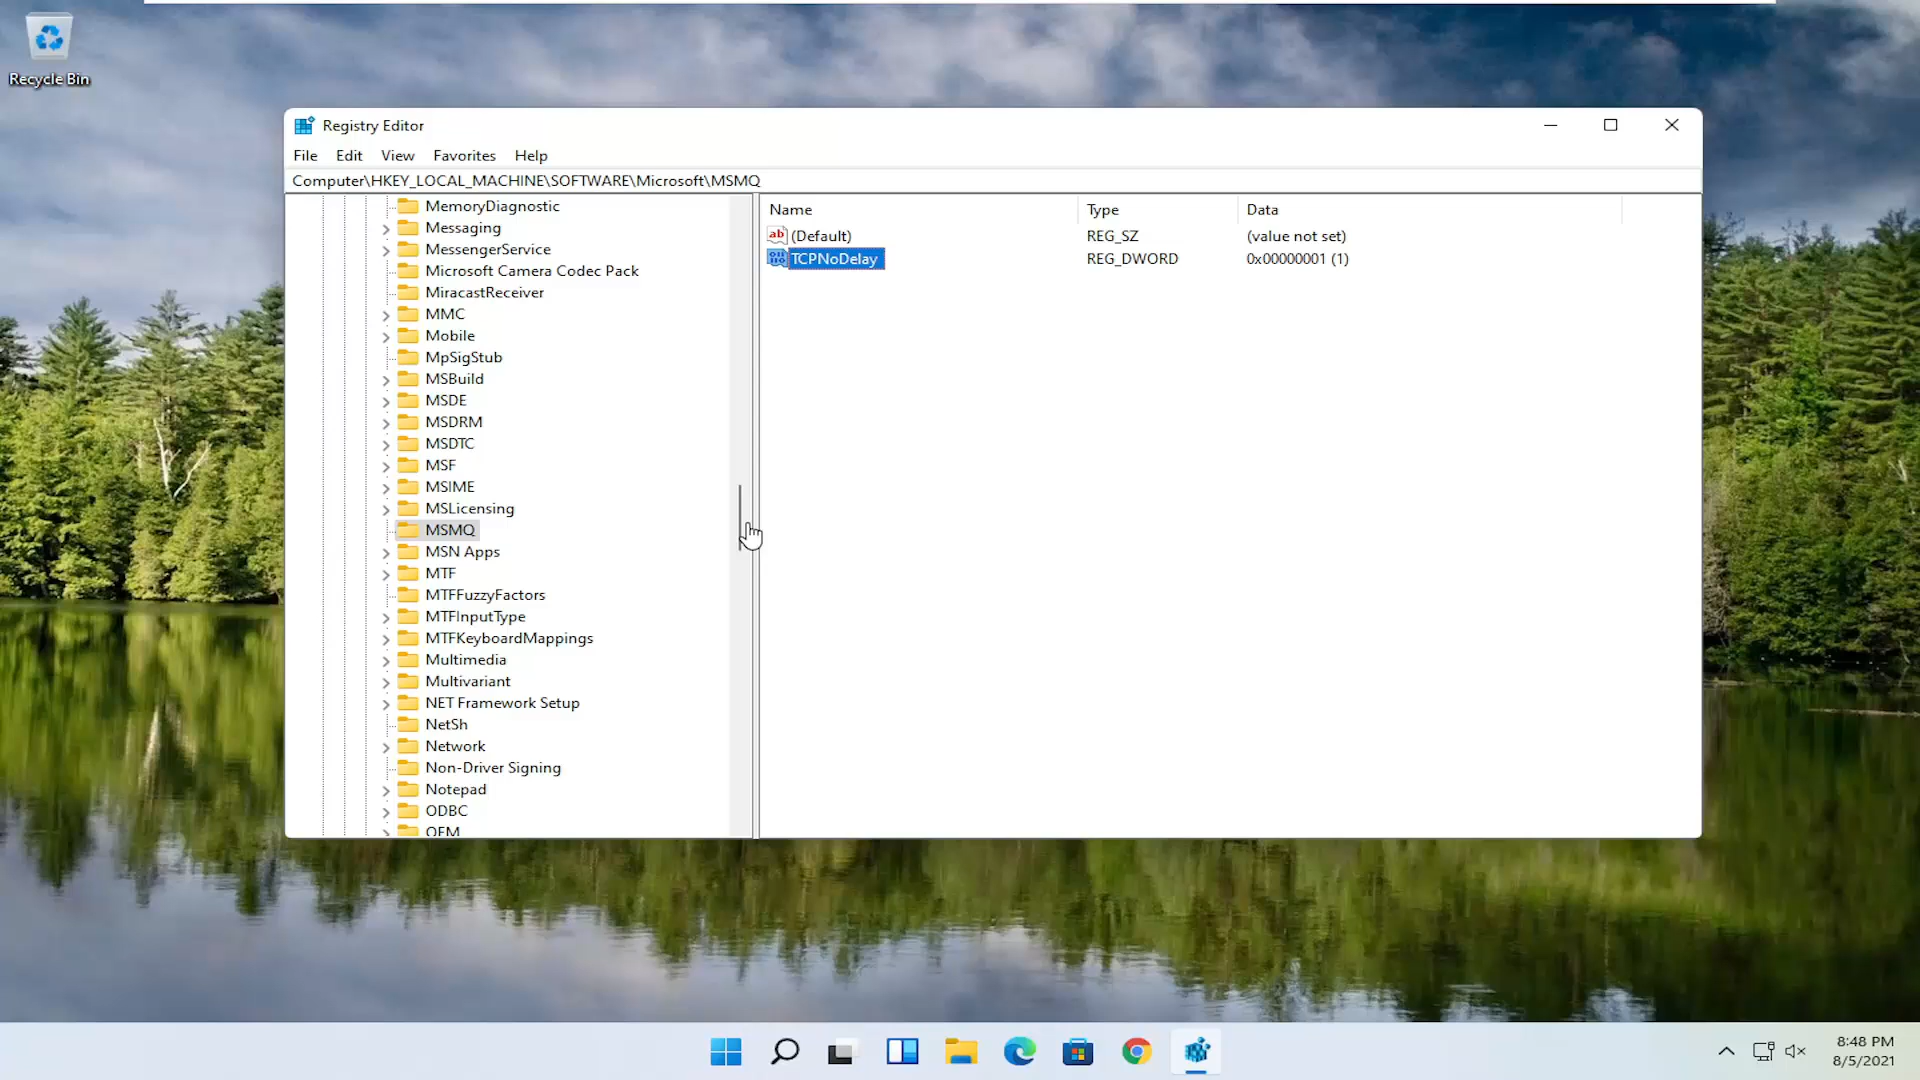 Recycle Bin
Registry Editor
File Edit View Favorites Help
Computer\HKEY_LOCAL_MACHINE\SOFTWARE\Microsoft\MSMQ
MemoryDiagnostic
Messaging
MessengerService
Microsoft Camera Codec Pack
MiracastReceiver
MMC
Mobile
MpSigStub
MSBuild
MSDE
MSDRM
MSDTC
MSF
MSIME
MSLicensing
MSMQ
MSN Apps
MTF
MTFFuzzyFactors
MTFInputType
MTFKeyboardMappings
Multimedia
Multivariant
NET Framework Setup
NetSh
Network
Non-Driver Signing
Notepad
ODBC
OEM
Name Type Data
(Default) REG_SZ (value not set)
TCPNoDelay REG_DWORD 0x00000001 (1)
8:48 PM
8/5/2021